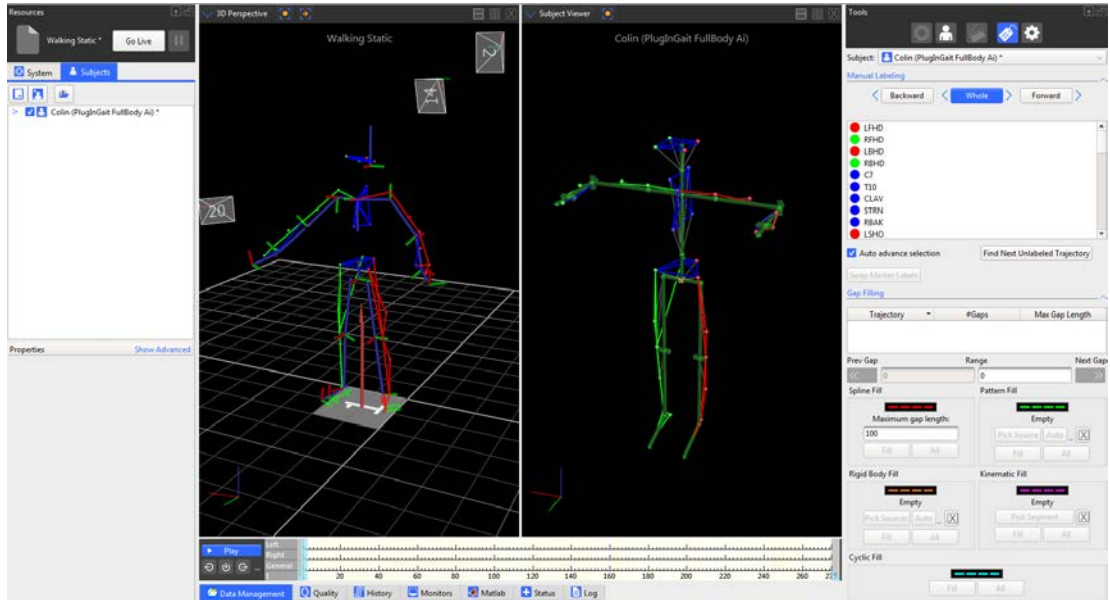 Resources
Walking Static *
Go Live
System
Subjects
Colin (PlugInGait FullBody Ai) *
Properties
Show Advanced
3D Perspective
Walking Static
2
14
20
1
Subject Viewer
Colin (PlugInGait FullBody Ai)
Play
Left
Right
General
1
20 40 60 80 100 120 140 160 180 200 220 240 260
Data Management
Quality
History
Monitors
Matlab
Status
Log
Tools
Subject: Colin (PlugInGait FullBody Ai) *
Manual Labeling
Backward
Whole
Forward
LFHD
RFHD
LBHD
RBHD
C7
T10
CLAV
STRN
RBAK
LSHO
Auto advance selection
Find Next Unlabeled Trajectory
Swap Marker Labels
Gap Filling
Trajectory #Gaps Max Gap Length
Prev Gap Range Next Gap
0 0
Spline Fill Pattern Fill
Maximum gap length: Empty
100 Pick Source Auto ...
Fill All Fill All
Rigid Body Fill Kinematic Fill
Empty Empty
Pick Sources Auto ... Pick Segment
Fill All Fill All
Cyclic Fill
Fill All